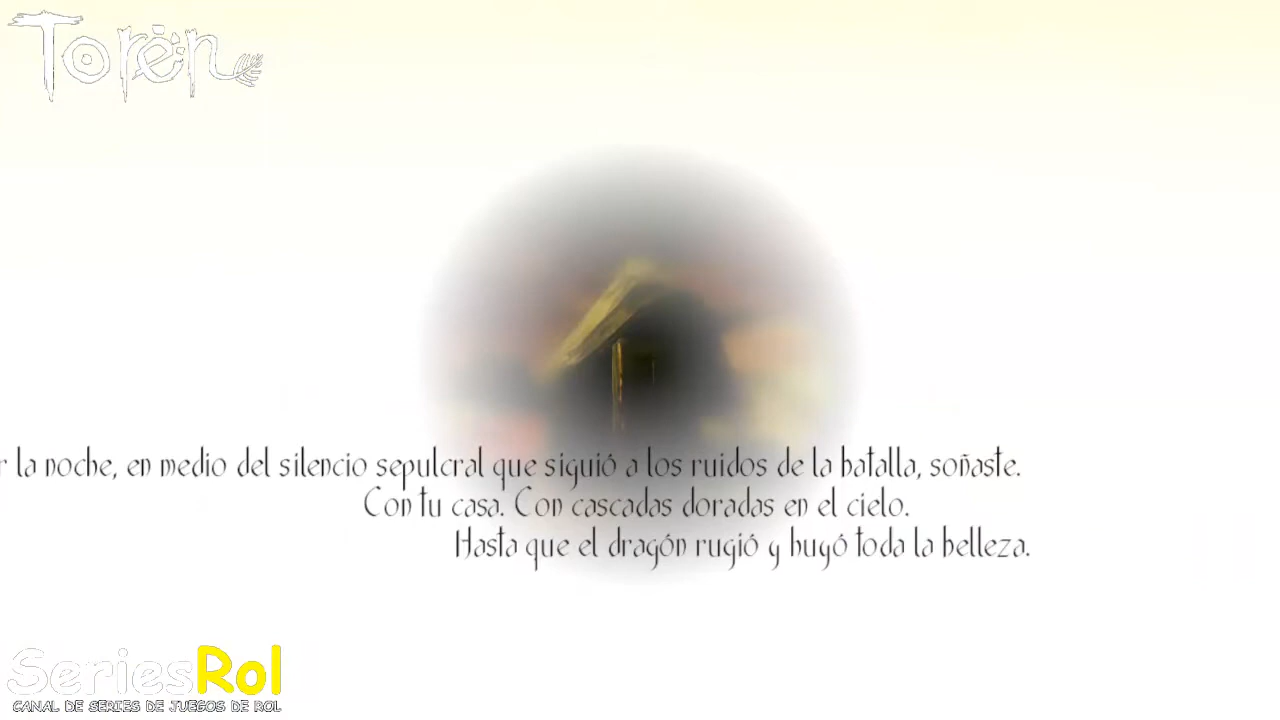 Toren
r la noche, en medio del silencio sepulcral que siguió a los ruidos de la batalla, soñaste.
Con tu casa. Con cascadas doradas en el cielo.
Hasta que el dragón rugió y huyó toda la belleza.
SeriesRol
CANAL DE SERIES DE JUEGOS DE ROL